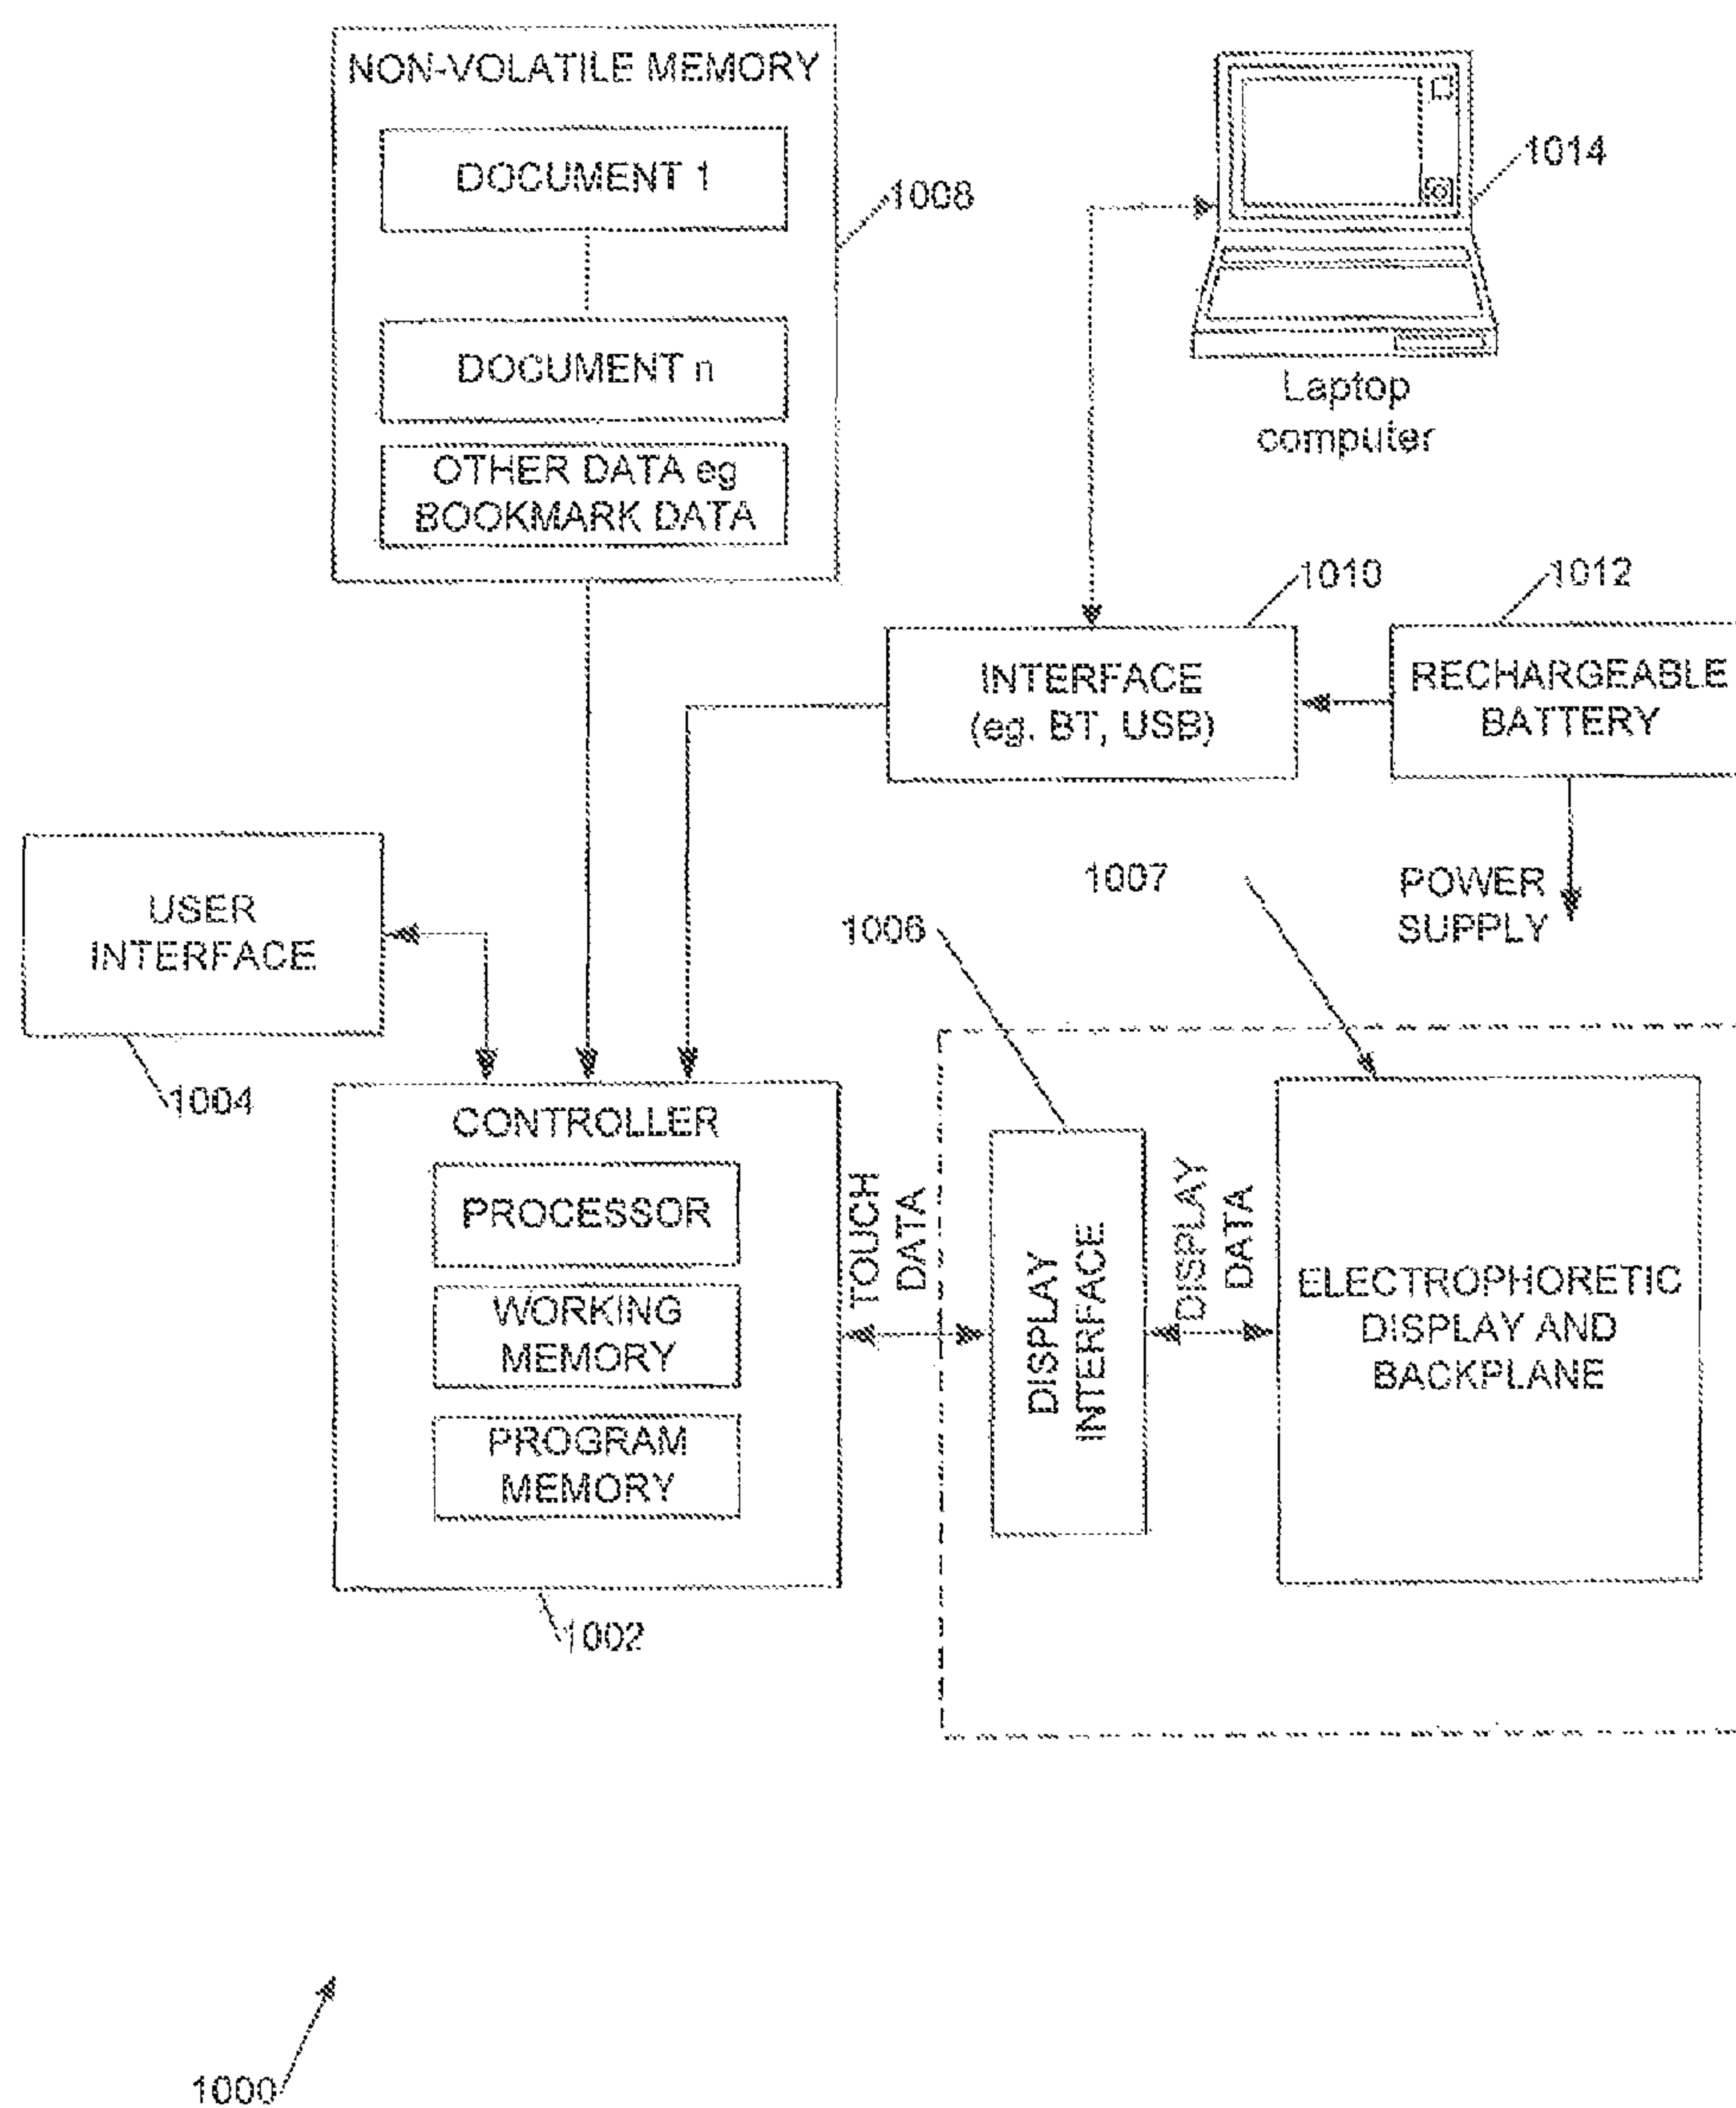 NON-VOLATILE MEMORY
DOCUMENT 1
DOCUMENT n
OTHER DATA eg
BOOKMARK DATA
1008
1014
Laptop
computer
1010
1012
INTERFACE
(eg. BT, USB)
RECHARGEABLE
BATTERY
POWER
SUPPLY
USER
INTERFACE
1004
1007
1006
CONTROLLER
PROCESSOR
WORKING
MEMORY
PROGRAM
MEMORY
1002
TOUCH
DATA
DISPLAY
INTERFACE
DISPLAY
DATA
ELECTROPHORETIC
DISPLAY AND
BACKPLANE
1000